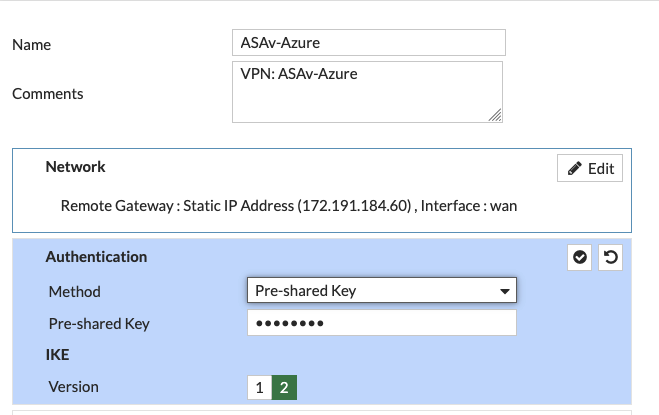 Name ASAv-Azure
Comments VPN: ASAv-Azure
Network Edit
Remote Gateway : Static IP Address (172.191.184.60) , Interface : wan
Authentication
Method Pre-shared Key
Pre-shared Key ••••••••
IKE
Version 1 2